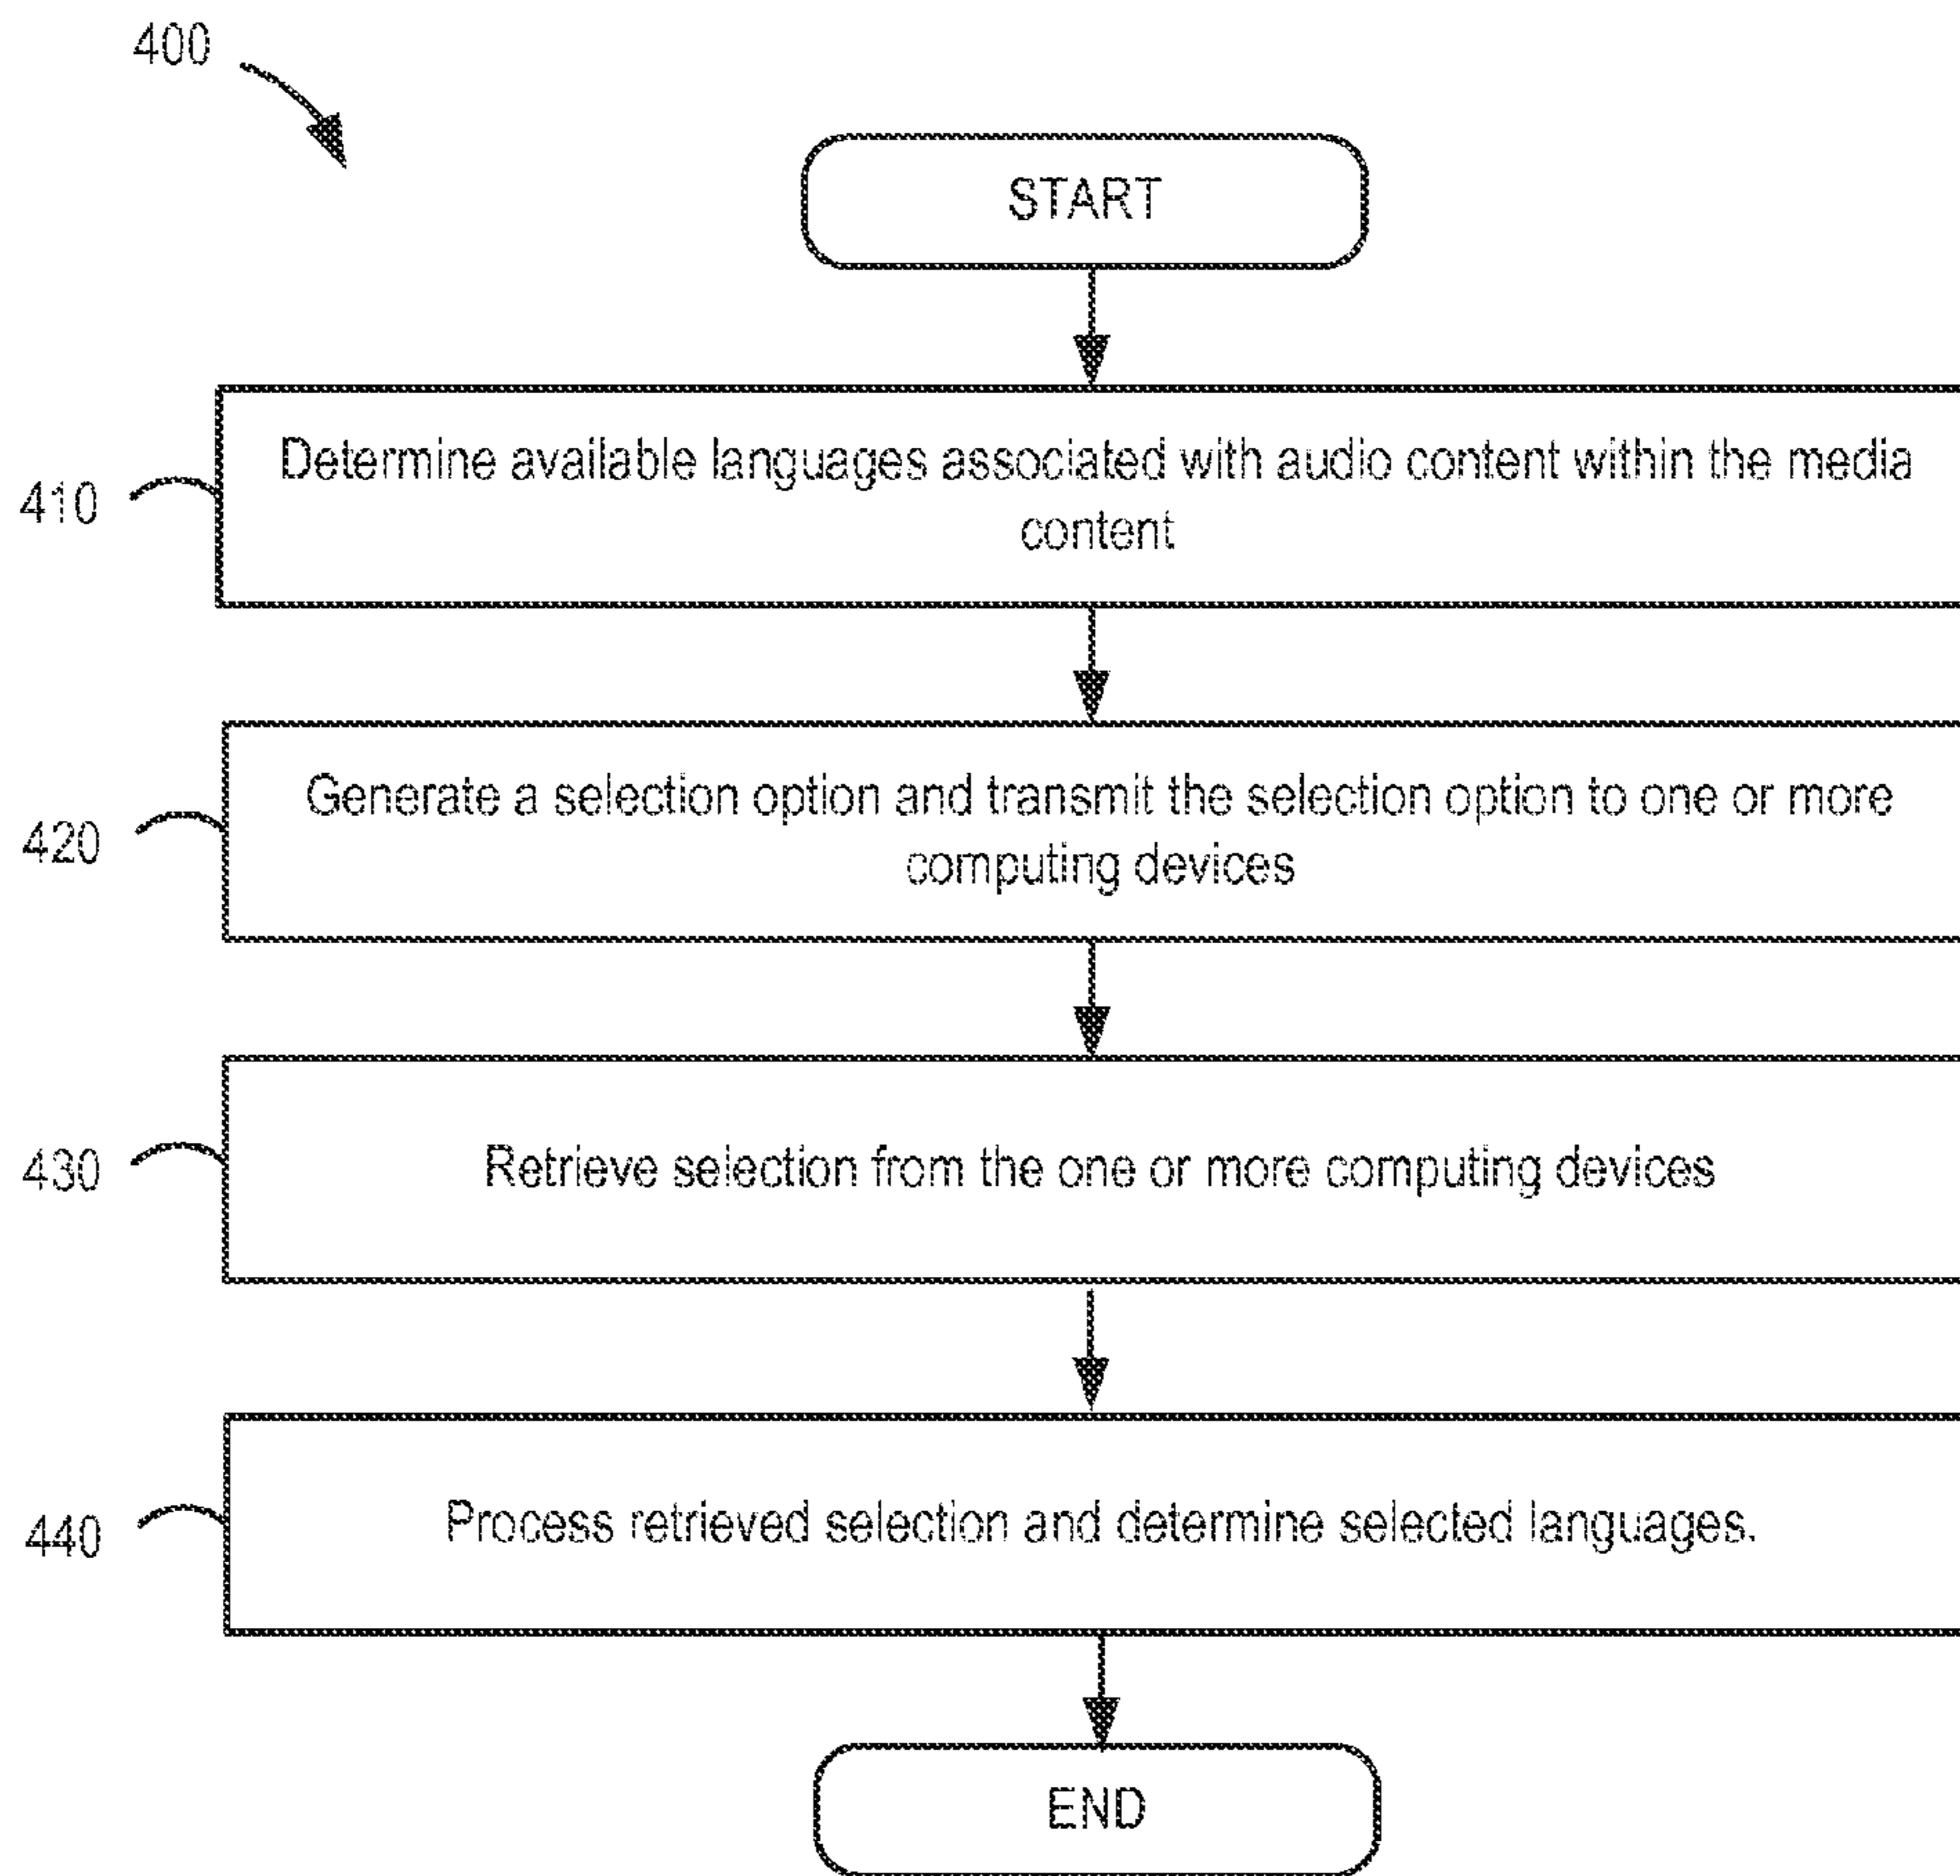 400
START
410
Determine available languages associated with audio content within the media
content
420
Generate a selection option and transmit the selection option to one or more
computing devices
430
Retrieve selection from the one or more computing devices
440
Process retrieved selection and determine selected languages.
END